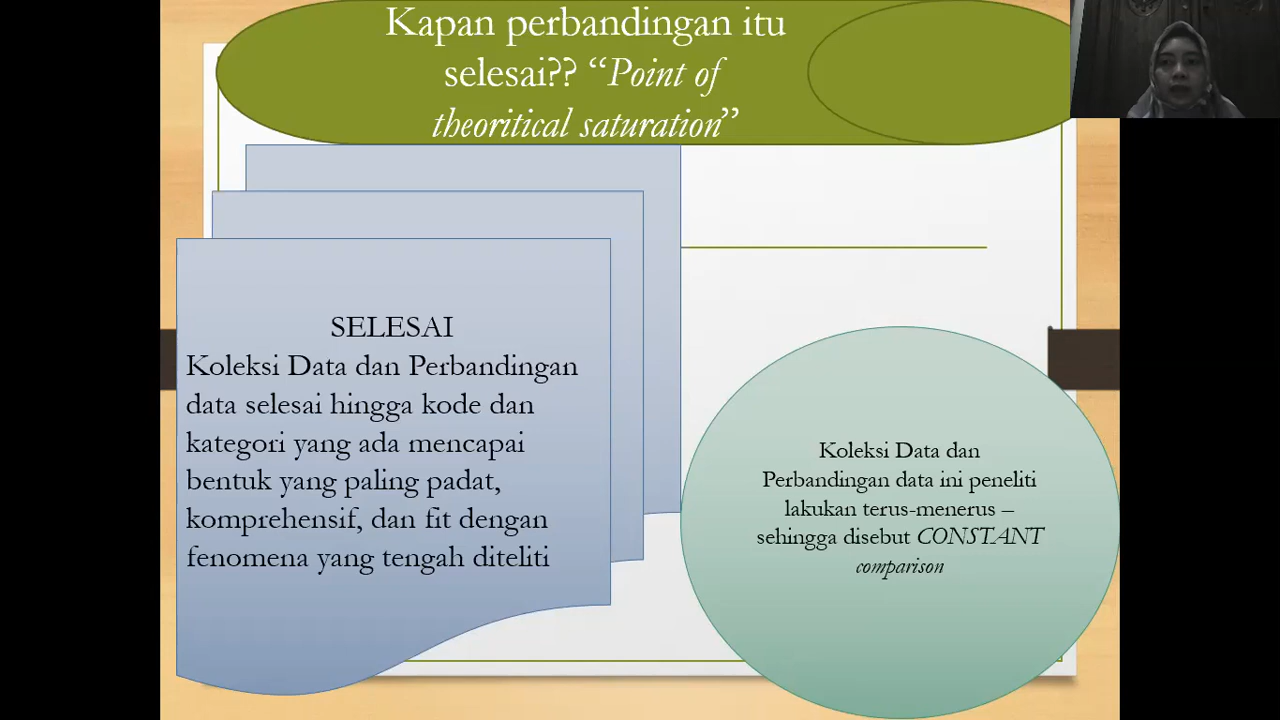 Kapan perbandingan itu
selesai?? “Point of
theoritical saturation”
SELESAI
Koleksi Data dan Perbandingan
data selesai hingga kode dan
kategori yang ada mencapai
bentuk yang paling padat,
komprehensif, dan fit dengan
fenomena yang tengah diteliti
Koleksi Data dan
Perbandingan data ini peneliti
lakukan terus-menerus –
sehingga disebut CONSTANT
comparison